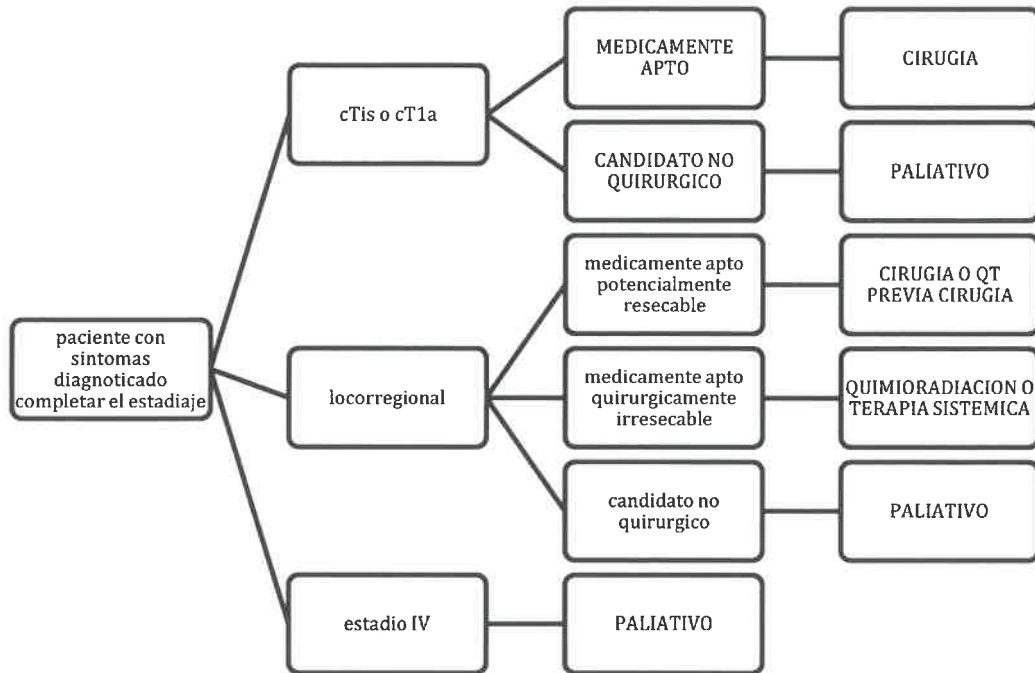 MEDICAMENTE
APTO
CIRUGIA
cTis o cT1a
CANDIDATO NO
QUIRURGICO
PALIATIVO
medicamente apto
potencialmente
resecable
CIRUGIA O QT
PREVIA CIRUGIA
paciente con
sintomas
diagnoticado
completar el estadiaje
locorregional
medicamente apto
quirurgicamente
irresecable
QUIMIORADIACION O
TERAPIA SISTEMICA
candidato no
quirurgico
PALIATIVO
estadio IV
PALIATIVO